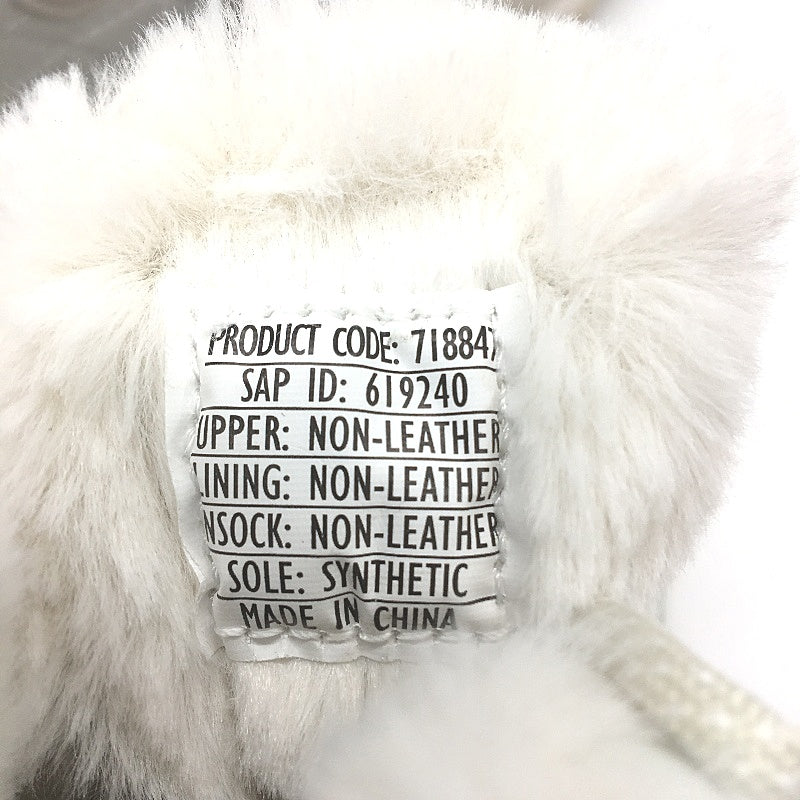 PRODUCT CODE: 718847
SAP ID: 619240
UPPER: NON-LEATHER
LINING: NON-LEATHER
INSOCK: NON-LEATHER
SOLE: SYNTHETIC
MADE IN CHINA